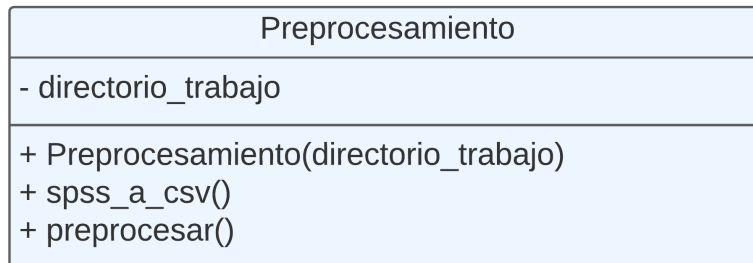 Preprocesamiento
- directorio_trabajo
+ Preprocesamiento(directorio_trabajo)
+ spss_a_csv()
+ preprocesar()